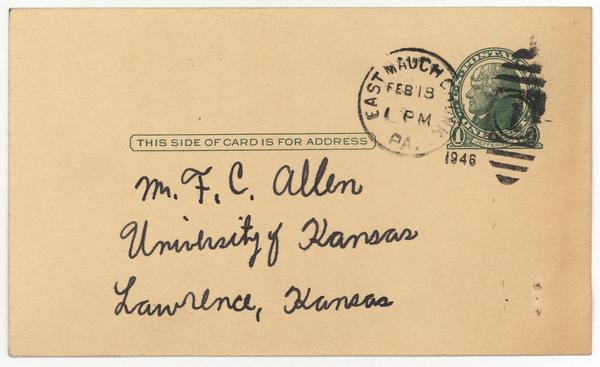 EAST MAUCH CHUNK
FEB 18
1 PM
PA.
1946
THIS SIDE OF CARD IS FOR ADDRESS
Mr. F. C. Allen
University of Kansas
Lawrence, Kansas